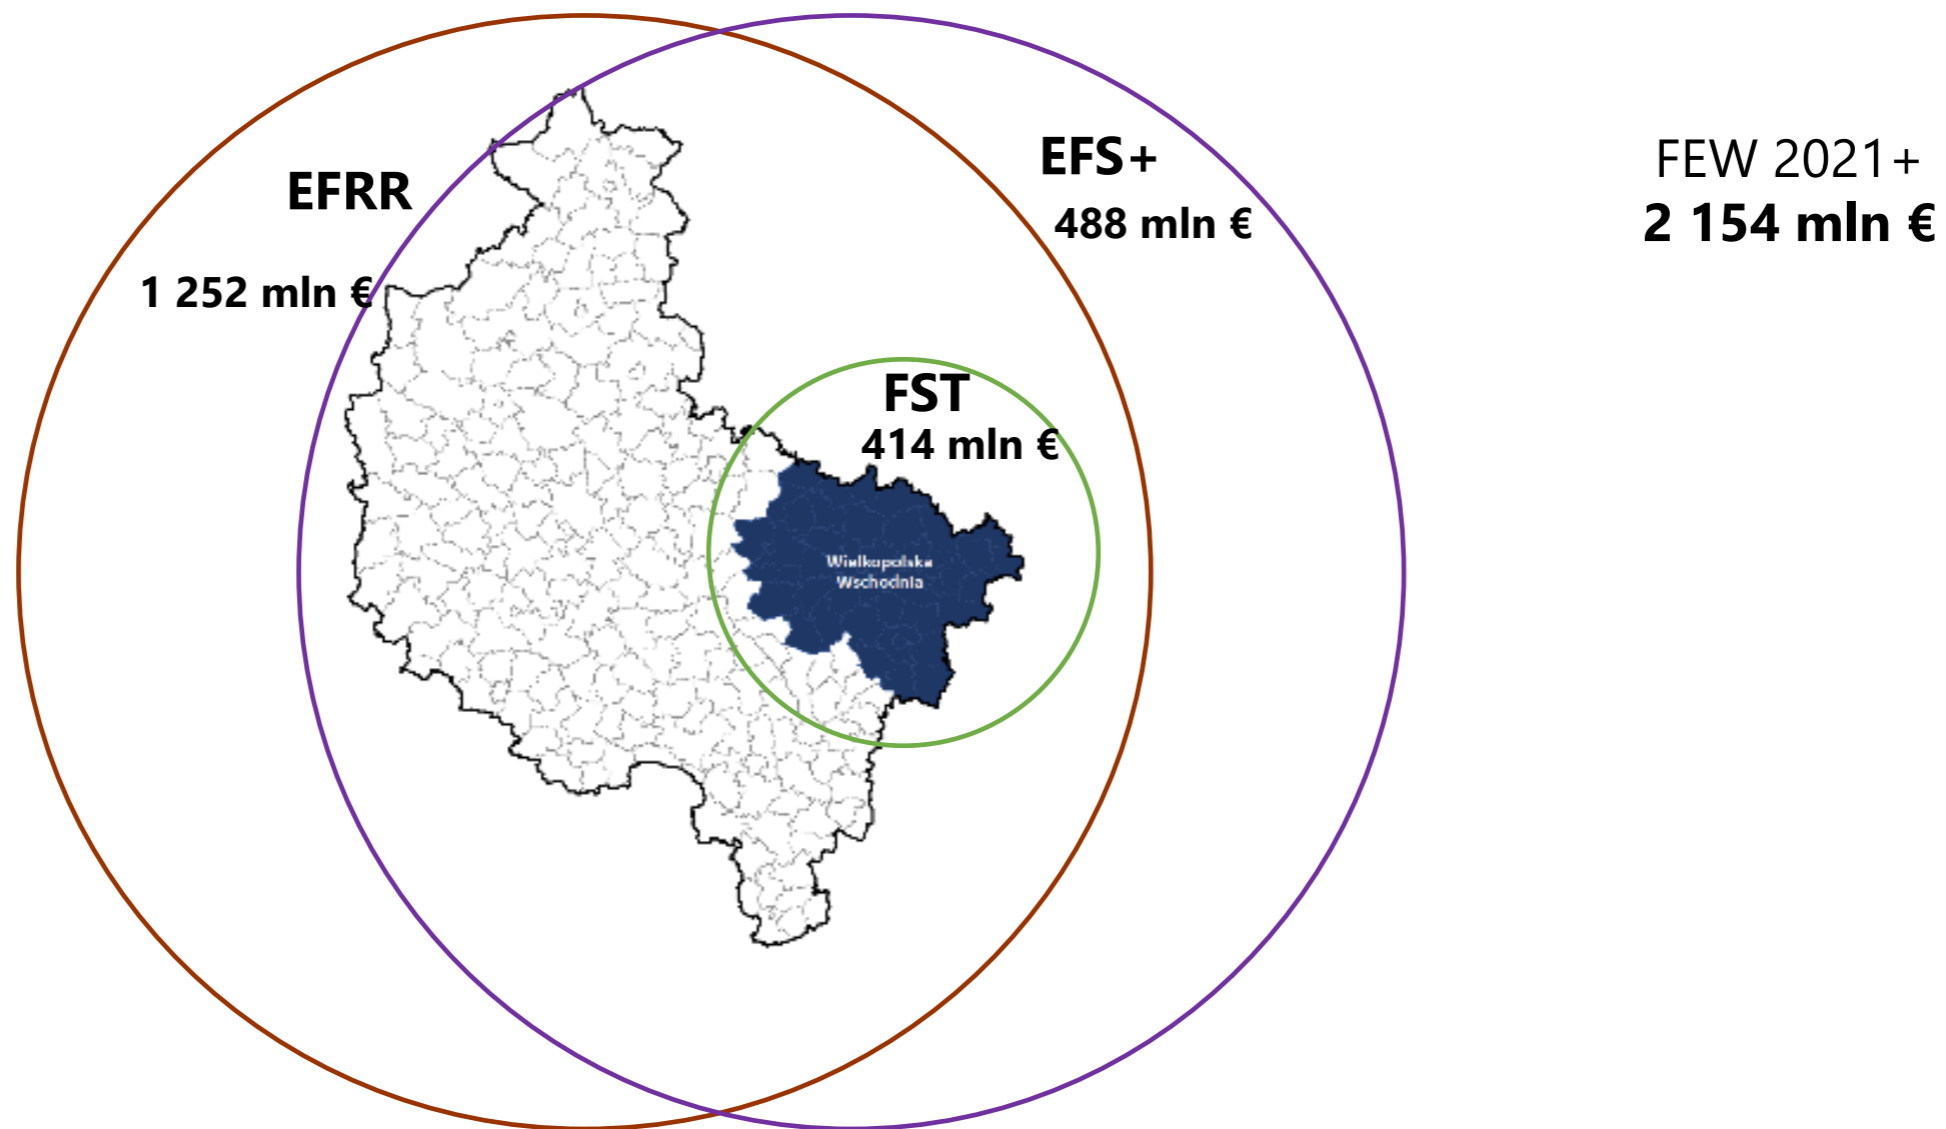 EFRR
1 252 mln €
EFS+
488 mln €
FEW 2021+
2 154 mln €
FST
414 mln €
Wielkopolska
Wschodnia